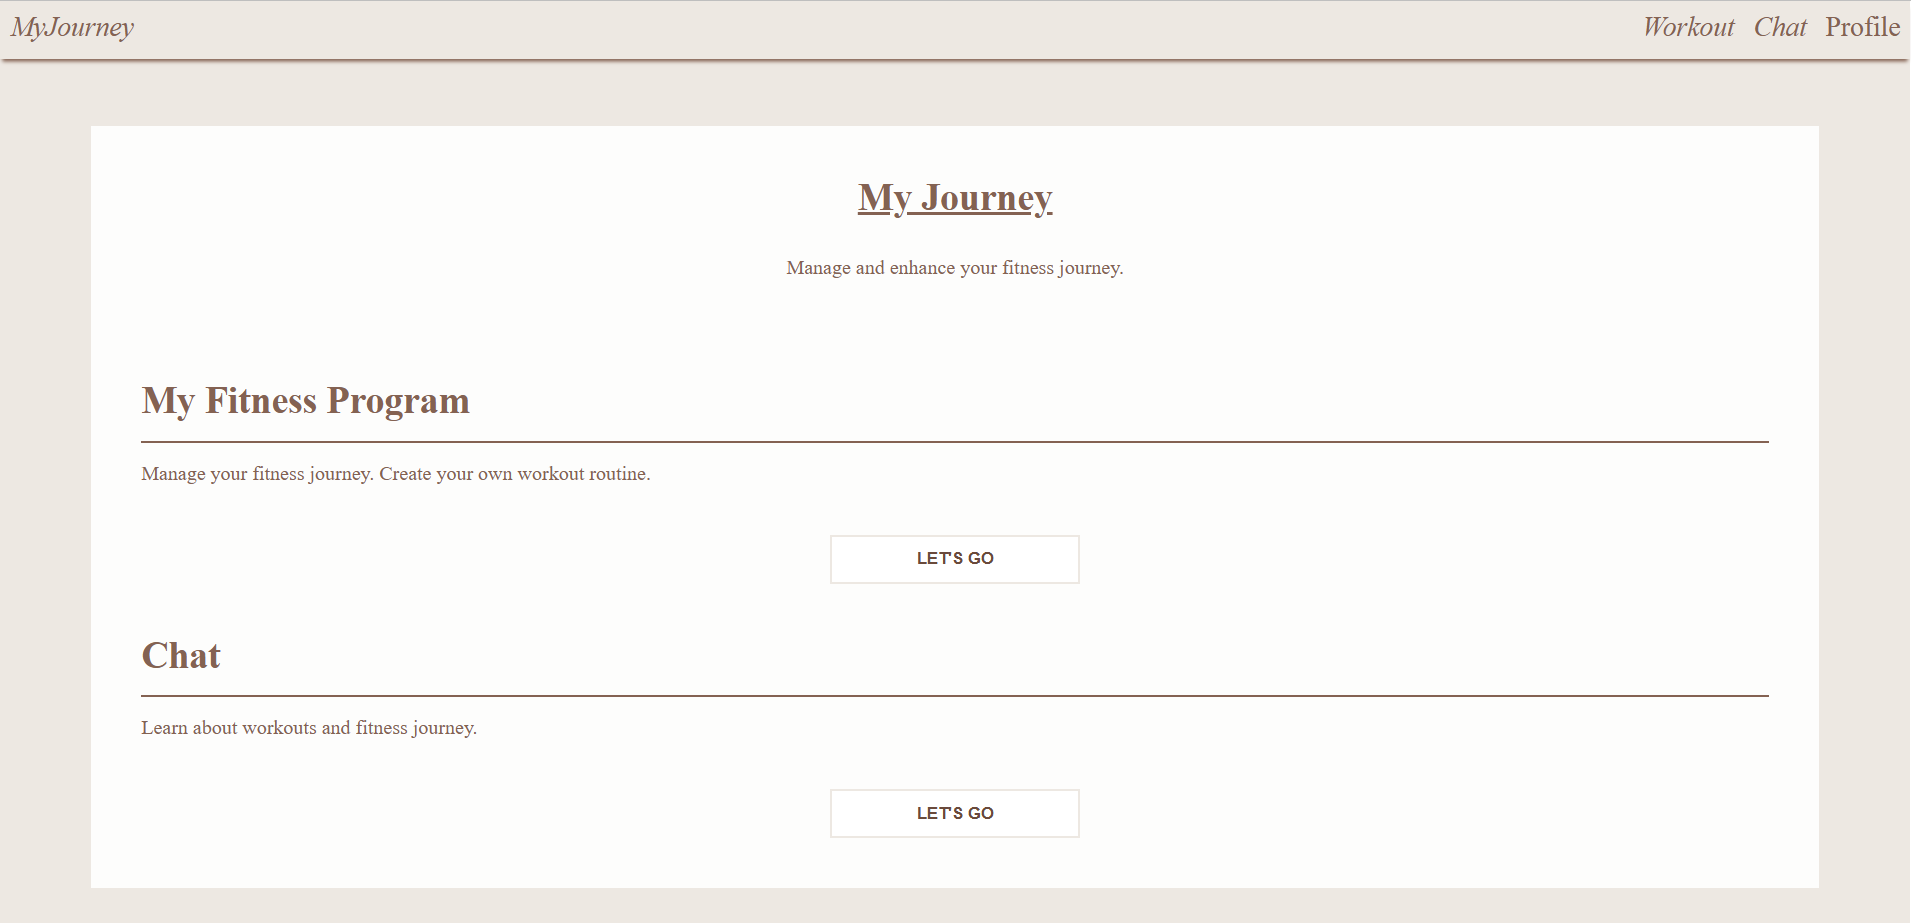 MyJourney Workout Chat Profile
My Journey
Manage and enhance your fitness journey.
My Fitness Program
Manage your fitness journey. Create your own workout routine.
LET'S GO
Chat
Learn about workouts and fitness journey.
LET'S GO